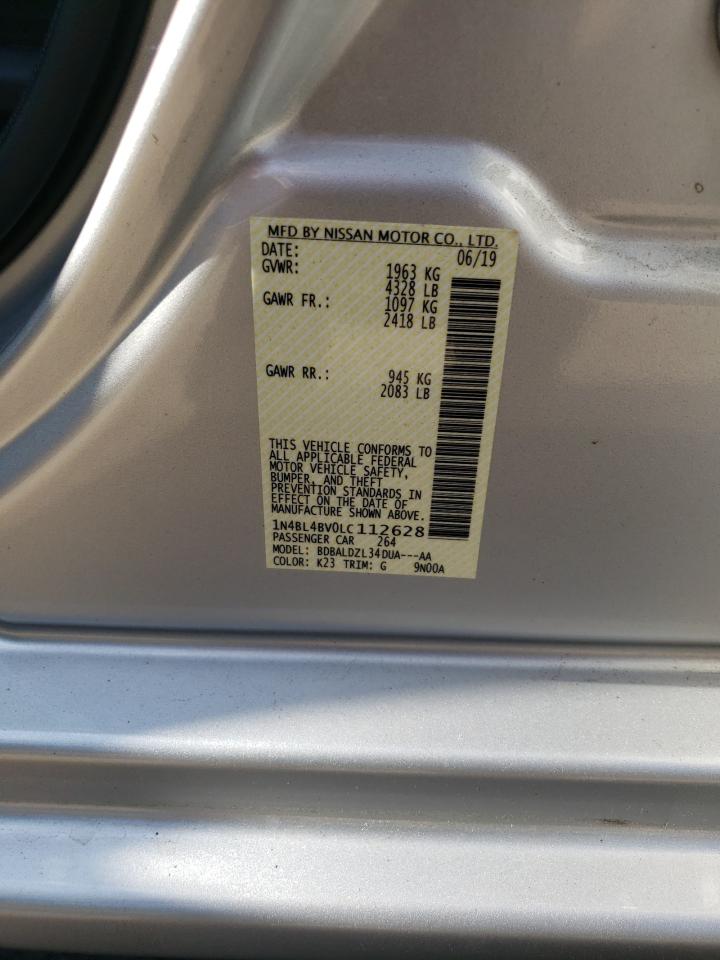 MFD BY NISSAN MOTOR CO., LTD.
DATE: 06/19
GVWR: 1963 KG
4328 LB
GAWR FR.: 1097 KG
2418 LB
GAWR RR.: 945 KG
2083 LB
THIS VEHICLE CONFORMS TO
ALL APPLICABLE FEDERAL
MOTOR VEHICLE SAFETY,
BUMPER, AND THEFT
PREVENTION STANDARDS IN
EFFECT ON THE DATE OF
MANUFACTURE SHOWN ABOVE.
1N4BL4BV0LC112628
PASSENGER CAR 264
MODEL: BDBALDZL34DUA---AA
COLOR: K23 TRIM: G 9N00A